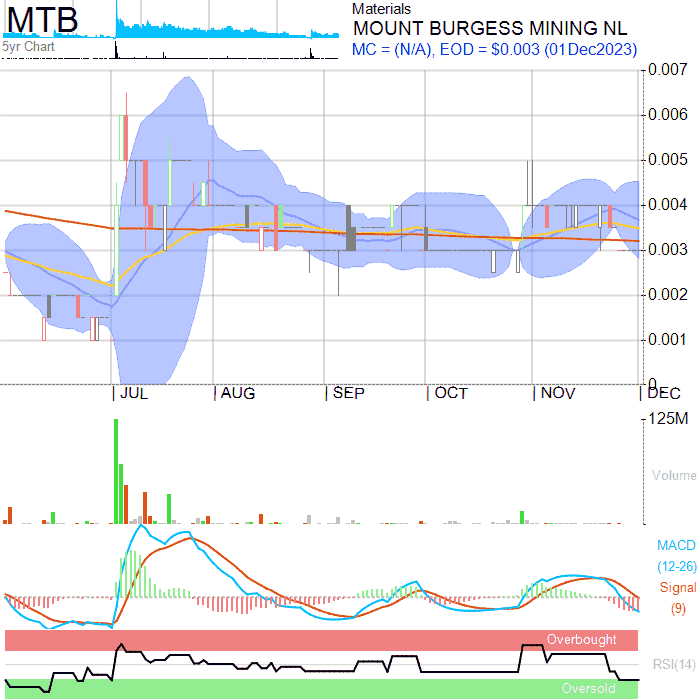 MTB
Materials
MOUNT BURGESS MINING NL
5yr Chart
MC = (N/A), EOD = $0.003 (01Dec2023)
0.007
0.006
0.005
0.004
0.003
0.002
0.001
0
JUL AUG SEP OCT NOV DEC
125M
Volume
MACD
(12-26)
Signal
(9)
Overbought
RSI(14)
Oversold